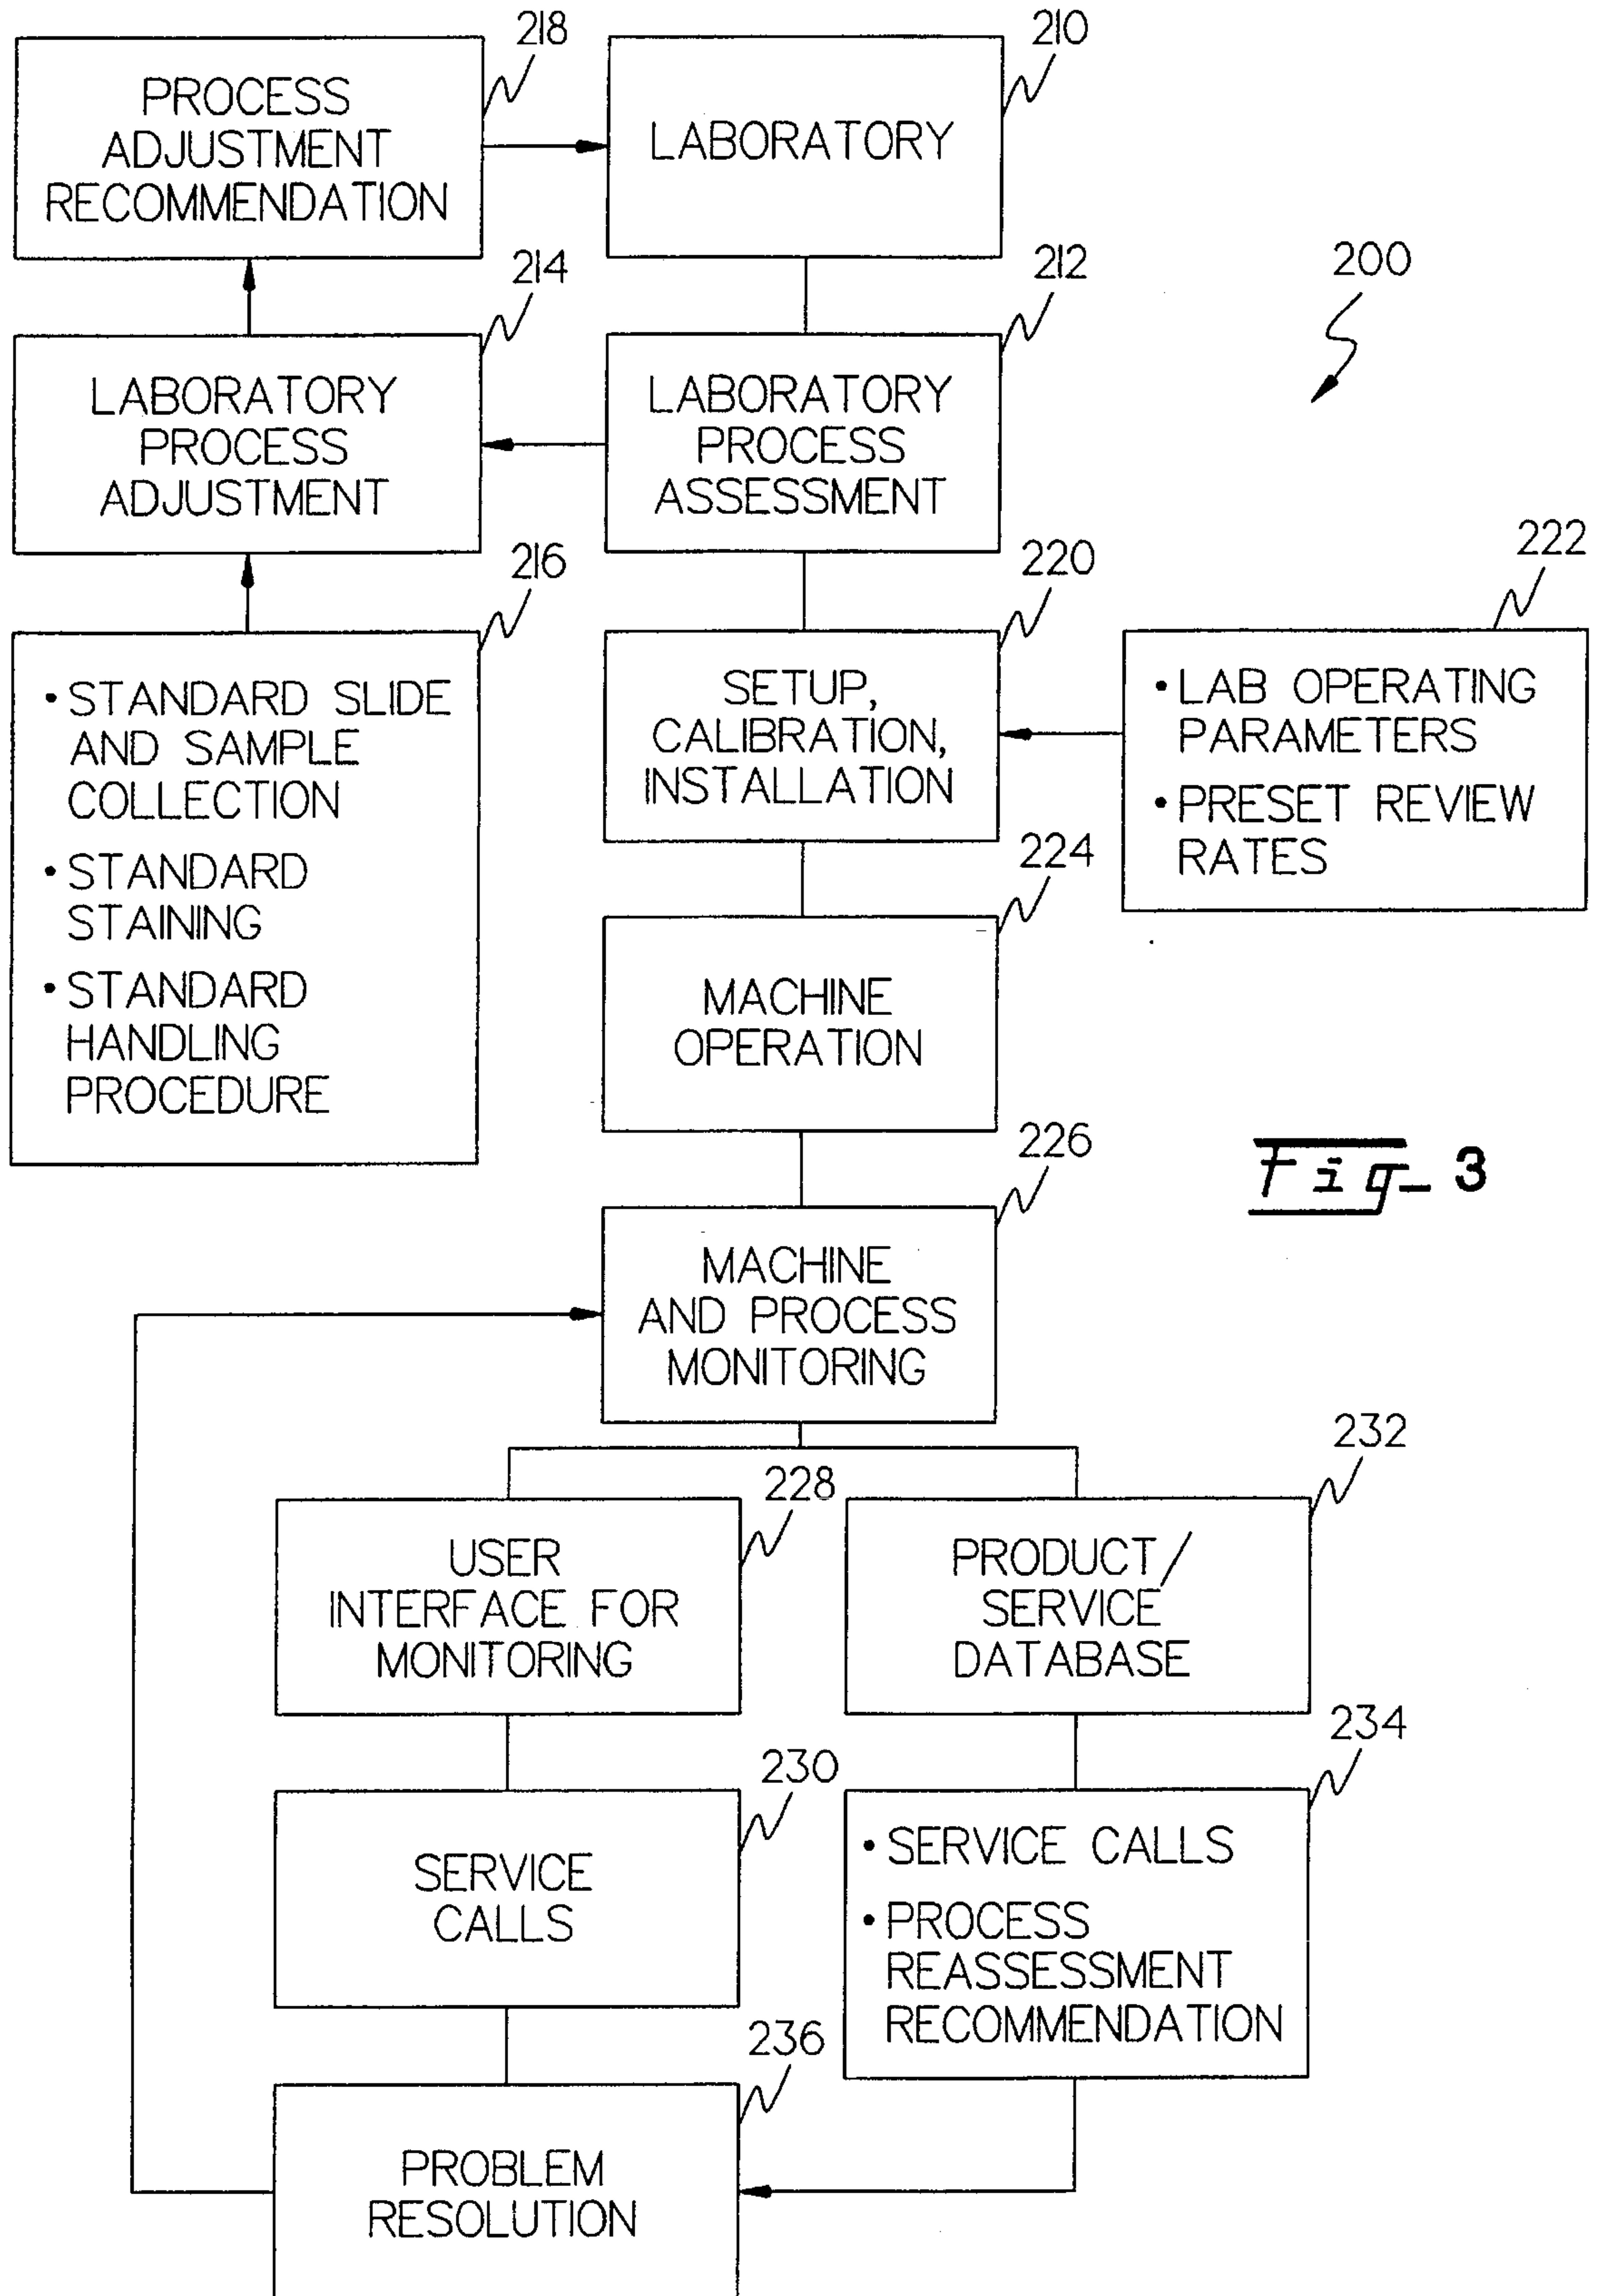 218
PROCESS
ADJUSTMENT
RECOMMENDATION
210
LABORATORY
200
214
LABORATORY
PROCESS
ADJUSTMENT
212
LABORATORY
PROCESS
ASSESSMENT
216
• STANDARD SLIDE
AND SAMPLE
COLLECTION
• STANDARD
STAINING
• STANDARD
HANDLING
PROCEDURE
220
SETUP,
CALIBRATION,
INSTALLATION
222
• LAB OPERATING
PARAMETERS
• PRESET REVIEW
RATES
224
MACHINE
OPERATION
226
MACHINE
AND PROCESS
MONITORING
Fig_ 3
228
USER
INTERFACE FOR
MONITORING
232
PRODUCT/
SERVICE
DATABASE
230
SERVICE
CALLS
234
• SERVICE CALLS
• PROCESS
REASSESSMENT
RECOMMENDATION
236
PROBLEM
RESOLUTION